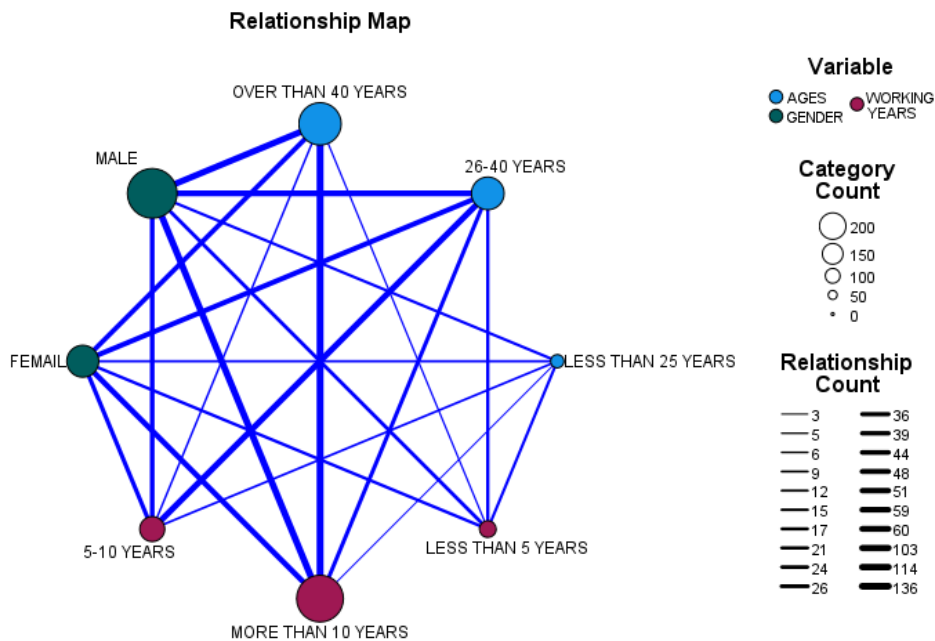 Relationship Map
OVER THAN 40 YEARS
MALE
26-40 YEARS
FEMAIL
LESS THAN 25 YEARS
5-10 YEARS
LESS THAN 5 YEARS
MORE THAN 10 YEARS
Variable
AGES
GENDER
WORKING
YEARS
Category
Count
200
150
100
50
0
Relationship
Count
3
5
6
9
12
15
17
21
24
26
36
39
44
48
51
59
60
103
114
136